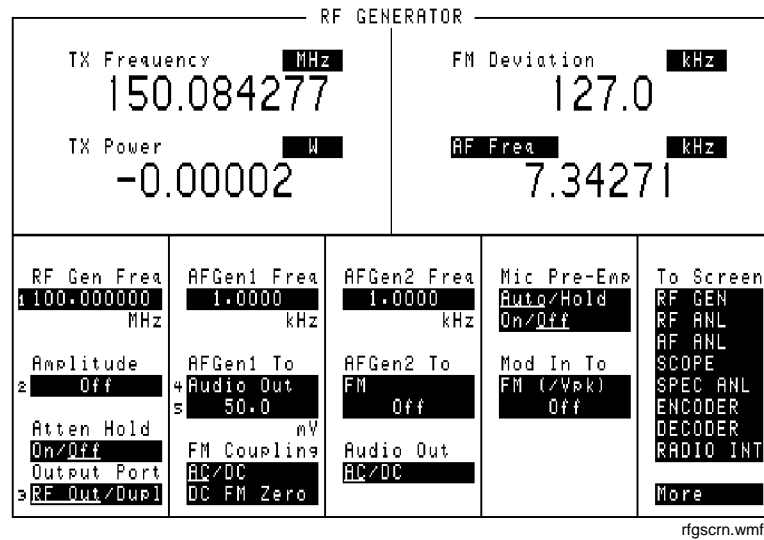 RF GENERATOR
TX Frequency MHz
150.084277
TX Power W
-0.00002
FM Deviation kHz
127.0
AF Freq kHz
7.34271
RF Gen Freq
1 100.000000
MHz
Amplitude
2 Off
Atten Hold
On/Off
Output Port
3 RF Out/Dupl
AFGen1 Freq
1.0000
kHz
AFGen1 To
4 Audio Out
5 50.0
mV
FM Coupling
AC/DC
DC FM Zero
AFGen2 Freq
1.0000
kHz
AFGen2 To
FM
Off
Audio Out
AC/DC
Mic Pre-Emp
Auto/Hold
On/Off
Mod In To
FM (/Vpk)
Off
To Screen
RF GEN
RF ANL
AF ANL
SCOPE
SPEC ANL
ENCODER
DECODER
RADIO INT
More
rfgscrn.wmf